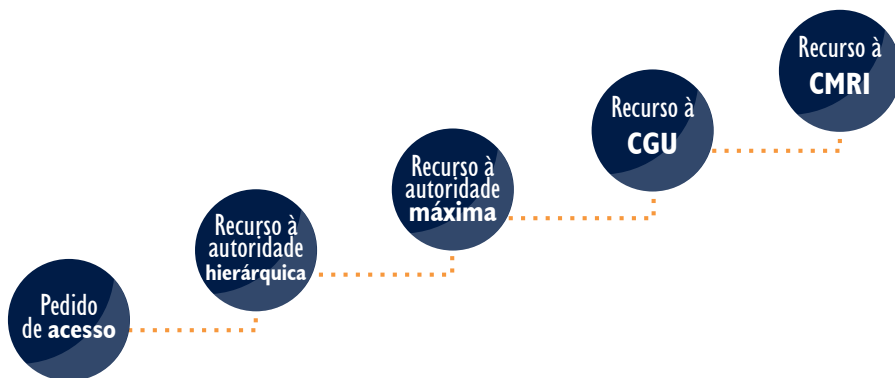 Pedido
de acesso
Recurso à
autoridade
hierárquica
Recurso à
autoridade
máxima
Recurso à
CGU
Recurso à
CMRI